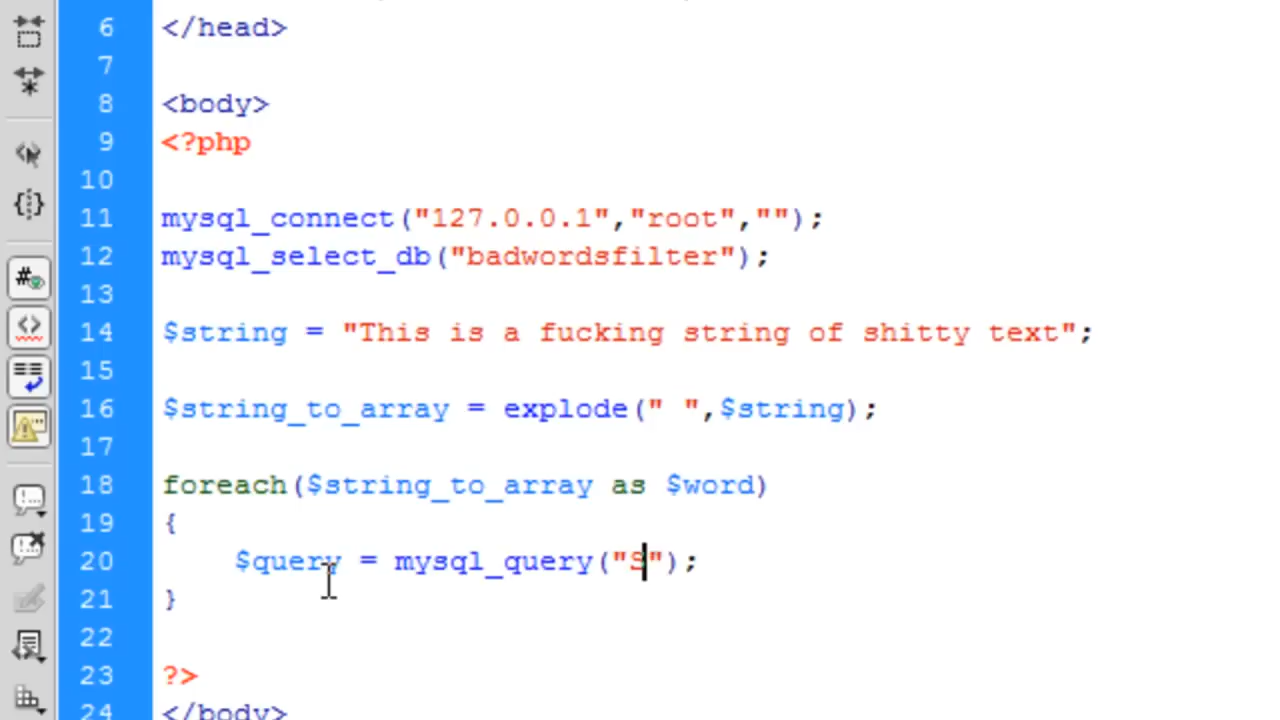 6 </head>
7
8 <body>
9 <?php
10
11 mysql_connect("127.0.0.1","root","");
12 mysql_select_db("badwordsfilter");
13
14 $string = "This is a fucking string of shitty text";
15
16 $string_to_array = explode(" ",$string);
17
18 foreach($string_to_array as $word)
19 {
20 $query = mysql_query("S");
21 }
22
23 ?>
24 </body>